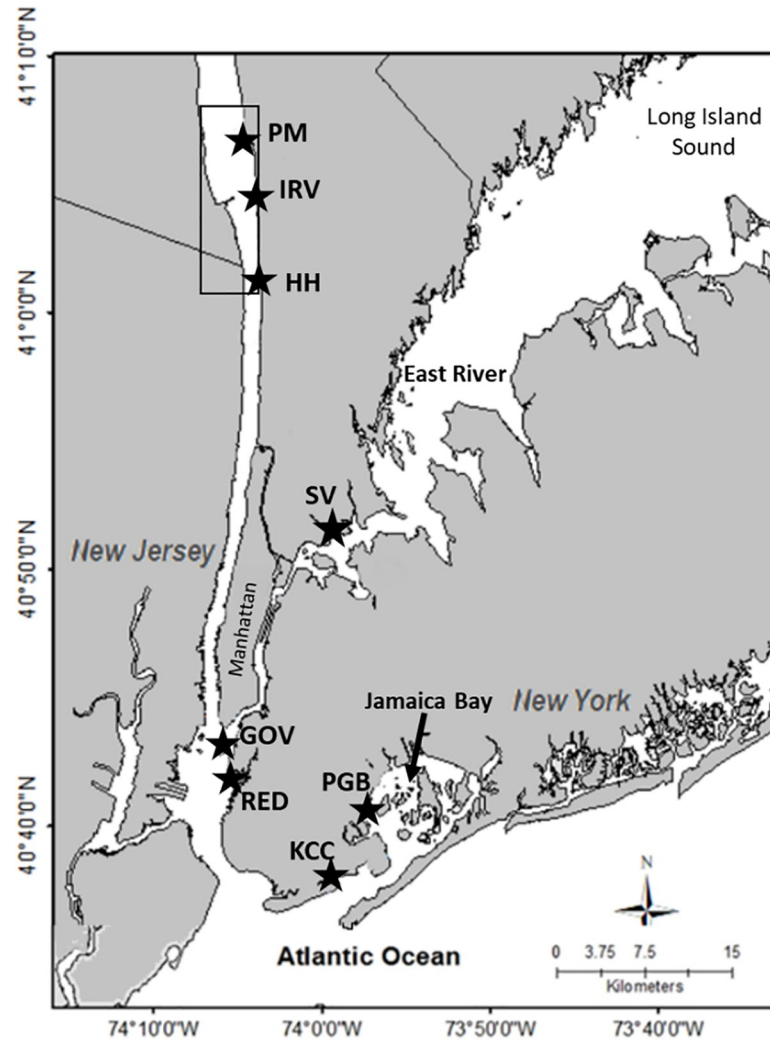 41°10'0"N
PM
Long Island
Sound
IRV
HH
41°0'0"N
East River
SV
New Jersey
40°50'0"N
Manhattan
Jamaica Bay
New York
GOV
PGB
RED
40°40'0"N
KCC
N
Atlantic Ocean
0 3.75 7.5 15
Kilometers
74°10'0"W 74°0'0"W 73°50'0"W 73°40'0"W